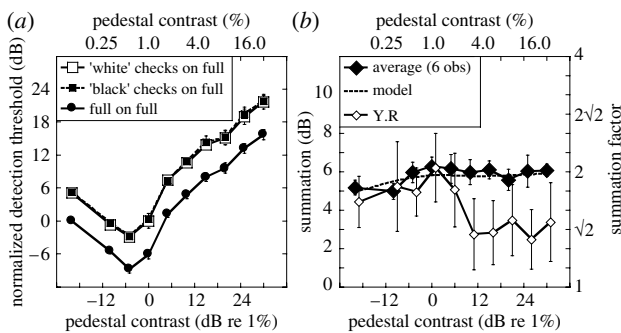 (a) pedestal contrast (%)
0.25 1.0 4.0 16.0
'white' checks on full
'black' checks on full
full on full
normalized detection threshold (dB)
24
18
12
6
0
−6
−12 0 12 24
pedestal contrast (dB re 1%)
(b) pedestal contrast (%)
0.25 1.0 4.0 16.0
average (6 obs)
model
Y.R
summation (dB)
10
8
6
4
2
0
4
2√2
2
√2
1
summation factor
−12 0 12 24
pedestal contrast (dB re 1%)